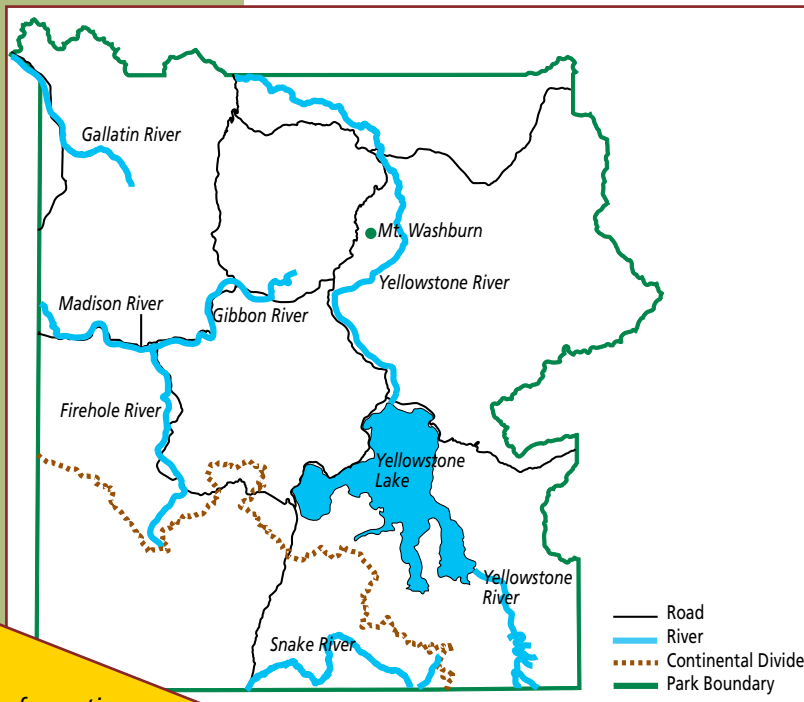 Gallatin River
Mt. Washburn
Yellowstone River
Madison River
Gibbon River
Firehole River
Yellowstone
Lake
Yellowstone
River
Snake River
Road
River
Continental Divide
Park Boundary